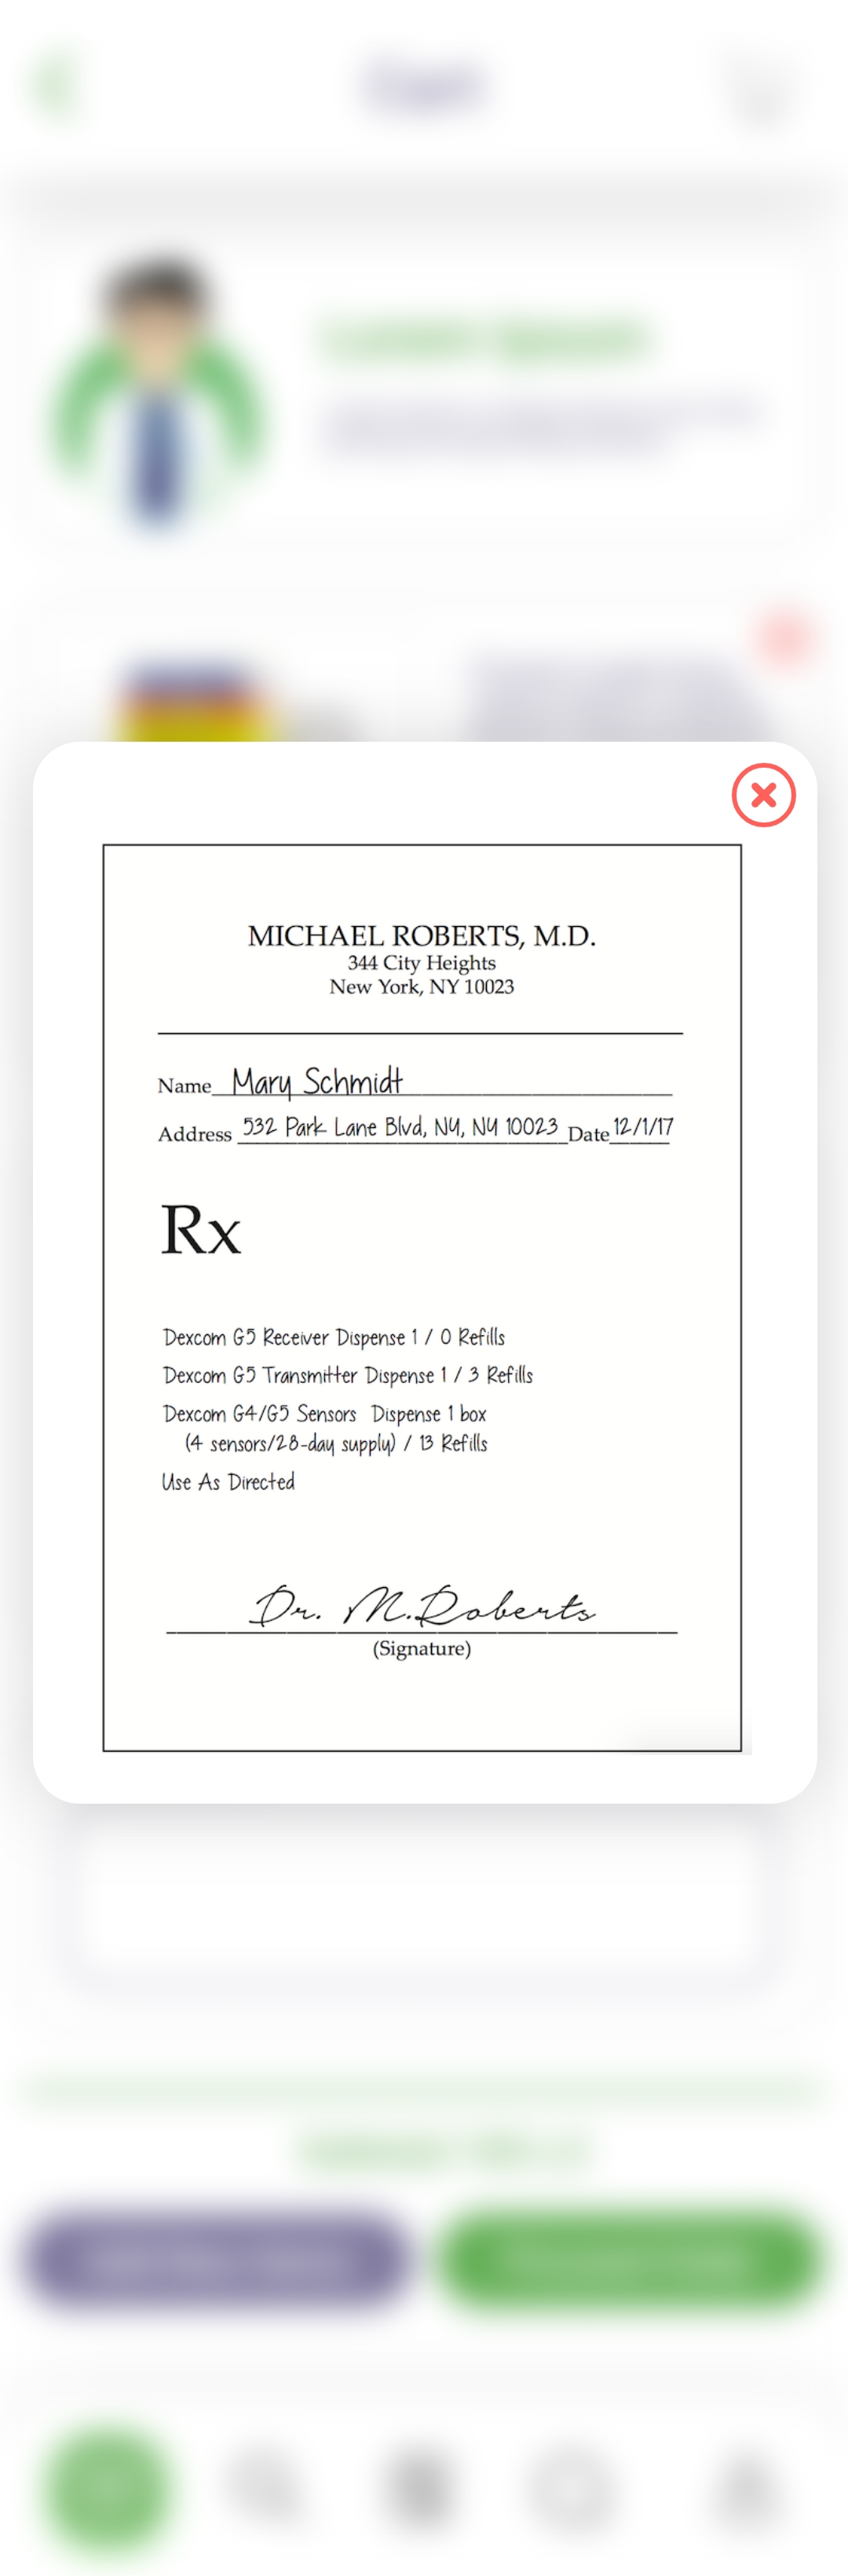 Cart
MICHAEL ROBERTS, M.D.
344 City Heights
New York, NY 10023
Name Mary Schmidt
Address 532 Park Lane Blvd, NY, NY 10023 Date 12/1/17
Rx
Dexcom G5 Receiver Dispense 1 / 0 Refills
Dexcom G5 Transmitter Dispense 1 / 3 Refills
Dexcom G4/G5 Sensors Dispense 1 box
(4 sensors/28-day supply) / 13 Refills
Use As Directed
Dr. M.Roberts
(Signature)